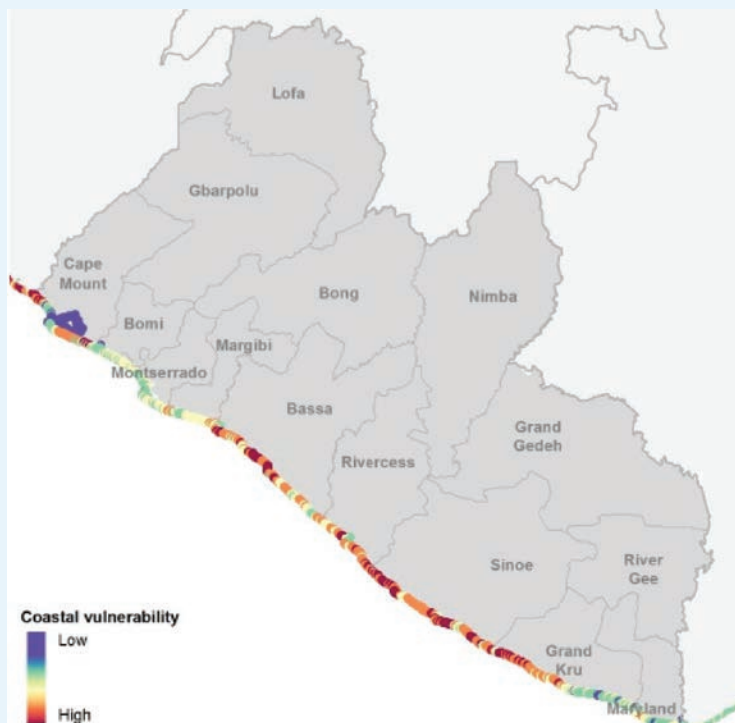 Lofa
Gbarpolu
Cape
Mount
Bong
Nimba
Bomi
Margibi
Montserrado
Bassa
Grand
Gedeh
Rivercess
Sinoe
River
Gee
Grand
Kru
Maryland
Coastal vulnerability
Low
High